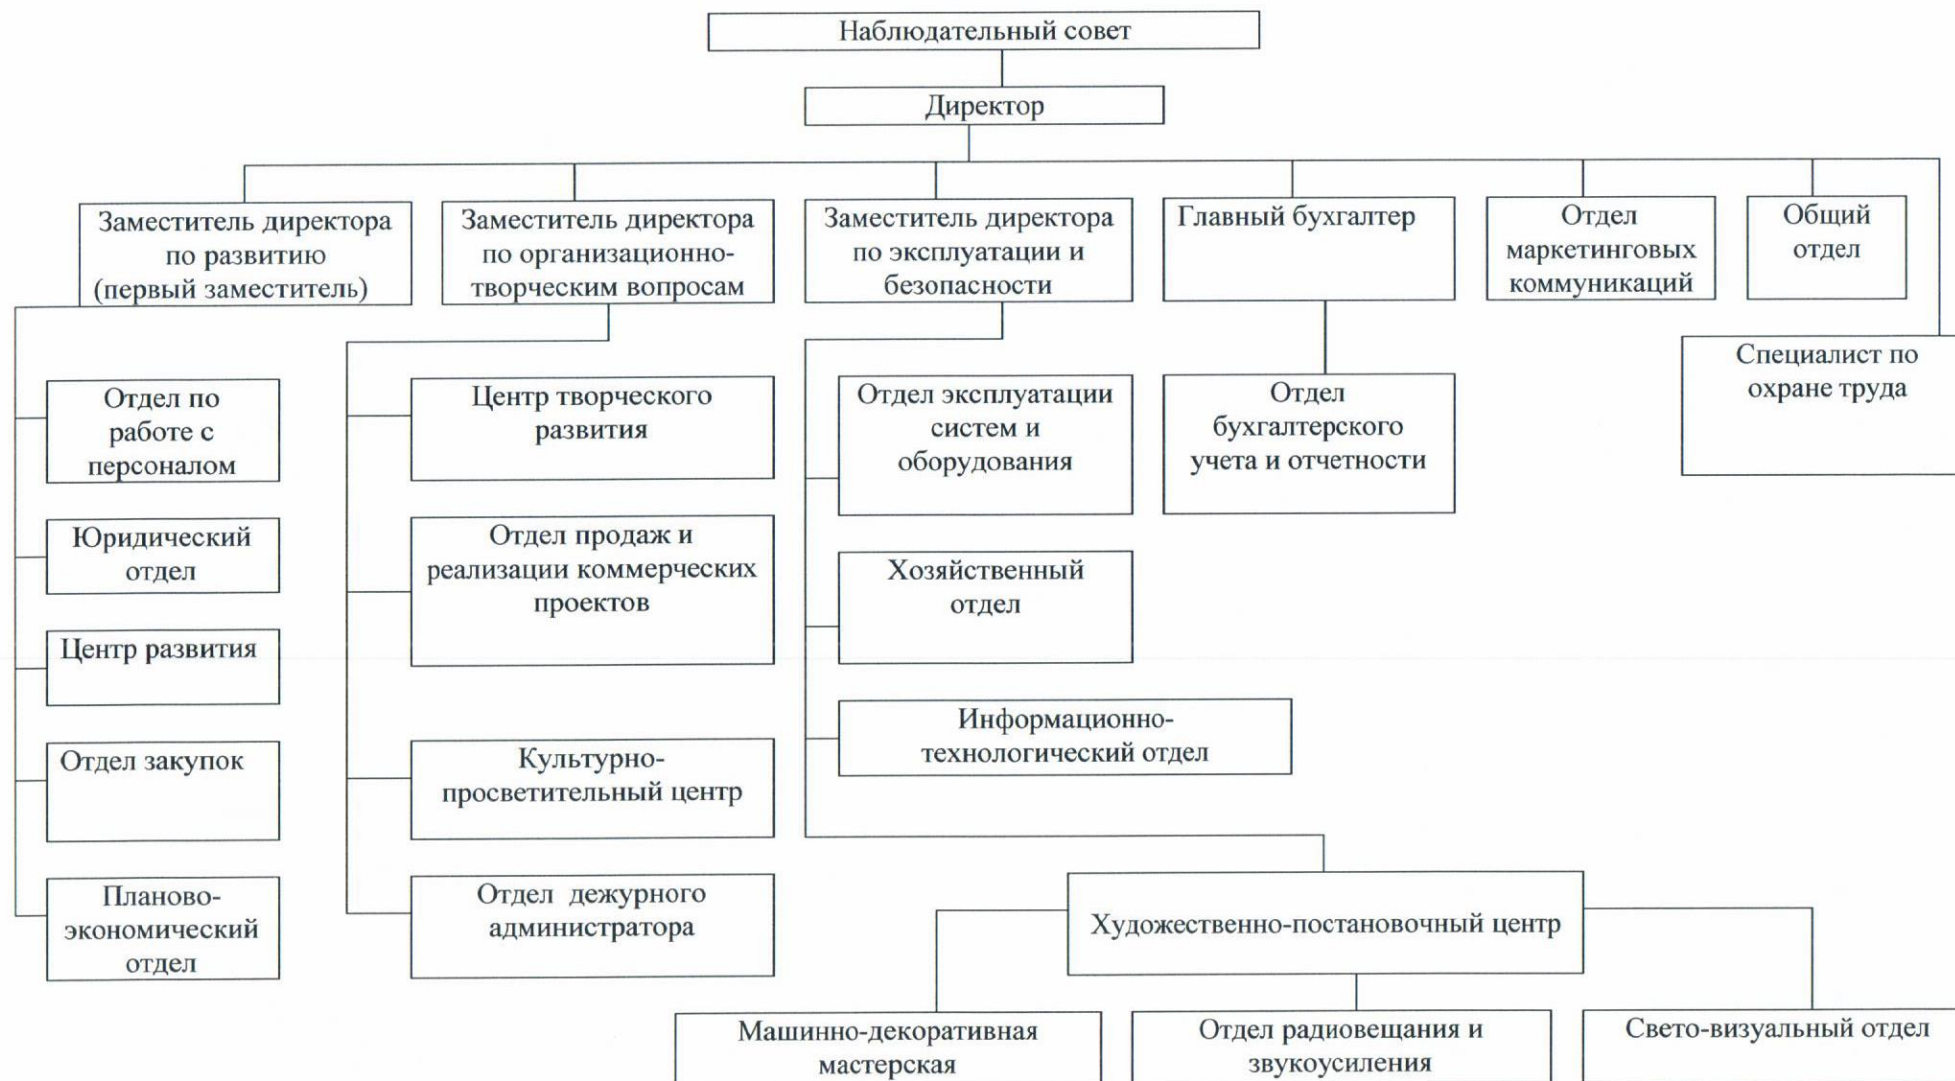 Наблюдательный совет
Директор
Заместитель директора
по развитию
(первый заместитель)
Заместитель директора
по организационно-
творческим вопросам
Заместитель директора
по эксплуатации и
безопасности
Главный бухгалтер
Отдел
маркетинговых
коммуникаций
Общий
отдел
Специалист по
охране труда
Отдел по
работе с
персоналом
Юридический
отдел
Центр развития
Отдел закупок
Планово-
экономический
отдел
Центр творческого
развития
Отдел продаж и
реализации коммерческих
проектов
Культурно-
просветительный центр
Отдел дежурного
администратора
Отдел эксплуатации
систем и
оборудования
Хозяйственный
отдел
Информационно-
технологический отдел
Отдел
бухгалтерского
учета и отчетности
Художественно-постановочный центр
Машинно-декоративная
мастерская
Отдел радиовещания и
звукоусиления
Свето-визуальный отдел